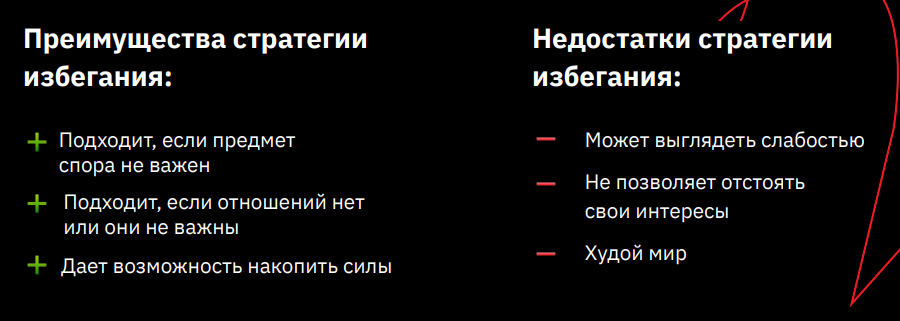 Преимущества стратегии
избегания:
+ Подходит, если предмет
спора не важен
+ Подходит, если отношений нет
или они не важны
+ Дает возможность накопить силы
Недостатки стратегии
избегания:
— Может выглядеть слабостью
— Не позволяет отстоять
свои интересы
— Худой мир